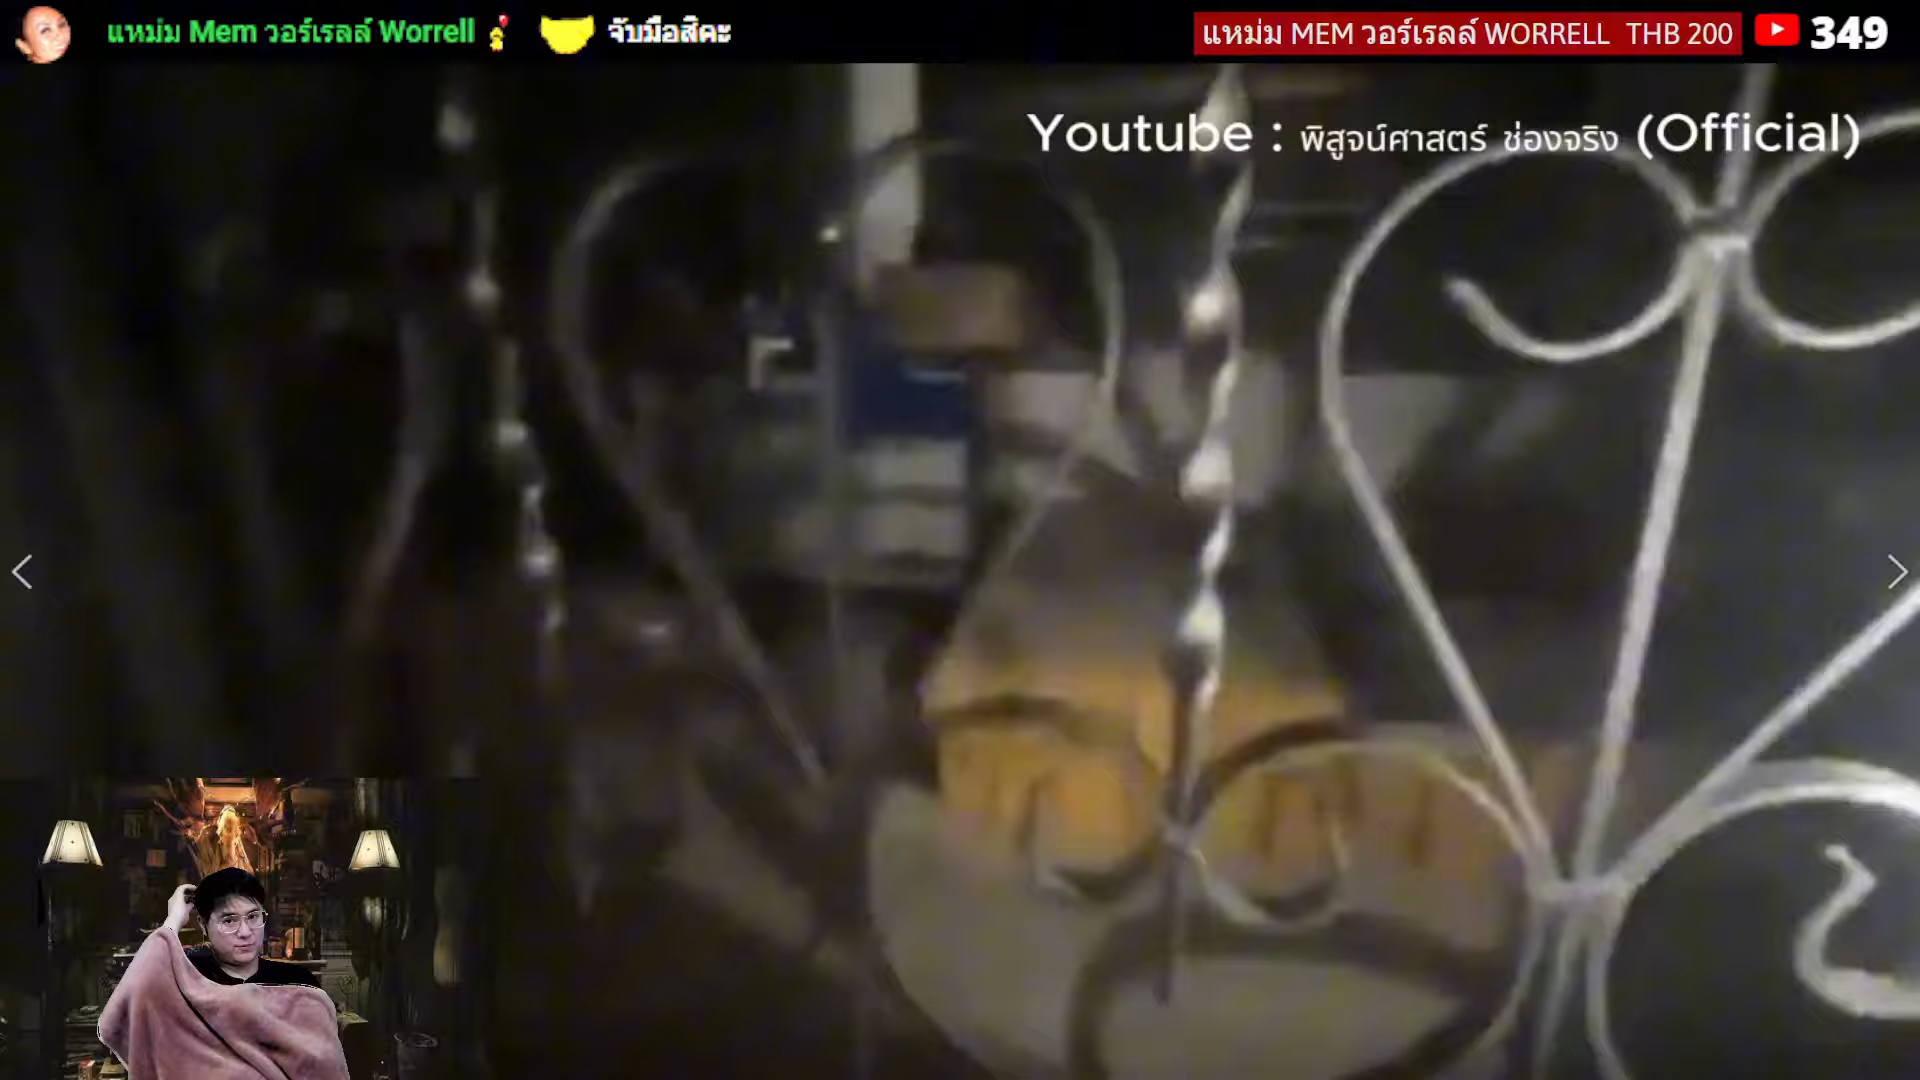 แหม่ม Mem วอร์เรลล์ Worrell จับมือสิคะ
แหม่ม MEM วอร์เรลล์ WORRELL THB 200 349
Youtube : พิสูจน์ศาสตร์ ช่องจริง (Official)